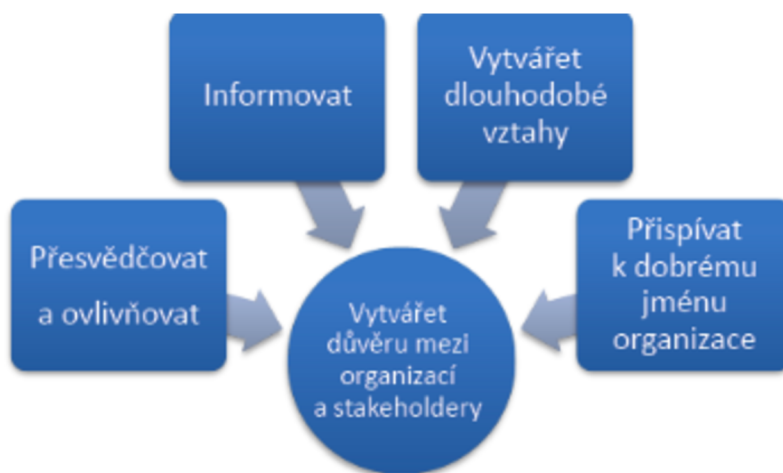 Informovat
Vytvářet
dlouhodobé
vztahy
Přesvědčovat
a ovlivňovat
Přispívat
k dobrému
jménu
organizace
Vytvářet
důvěru mezi
organizací
a stakeholdery